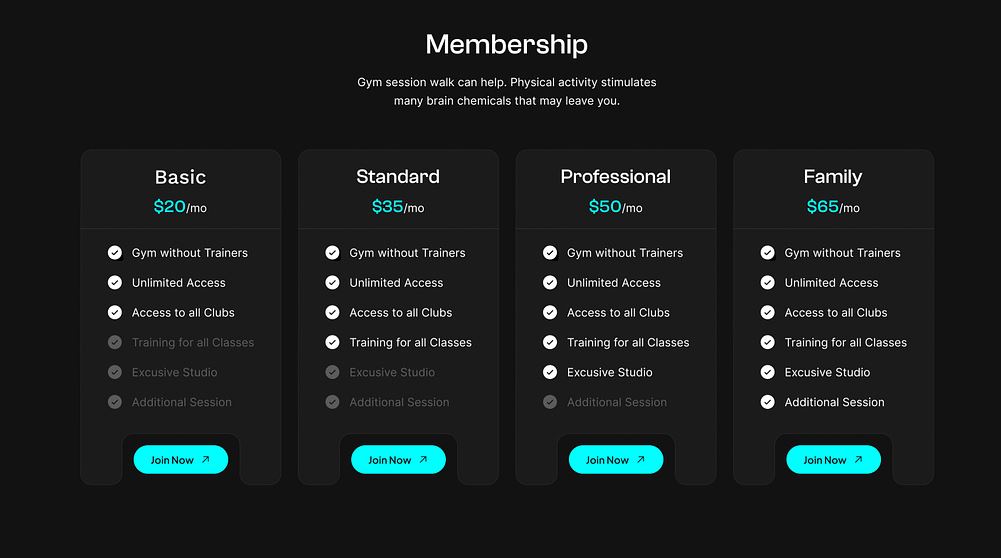 Membership
Gym session walk can help. Physical activity stimulates
many brain chemicals that may leave you.
Basic
$20/mo
Gym without Trainers
Unlimited Access
Access to all Clubs
Training for all Classes
Excusive Studio
Additional Session
Join Now
Standard
$35/mo
Gym without Trainers
Unlimited Access
Access to all Clubs
Training for all Classes
Excusive Studio
Additional Session
Join Now
Professional
$50/mo
Gym without Trainers
Unlimited Access
Access to all Clubs
Training for all Classes
Excusive Studio
Additional Session
Join Now
Family
$65/mo
Gym without Trainers
Unlimited Access
Access to all Clubs
Training for all Classes
Excusive Studio
Additional Session
Join Now